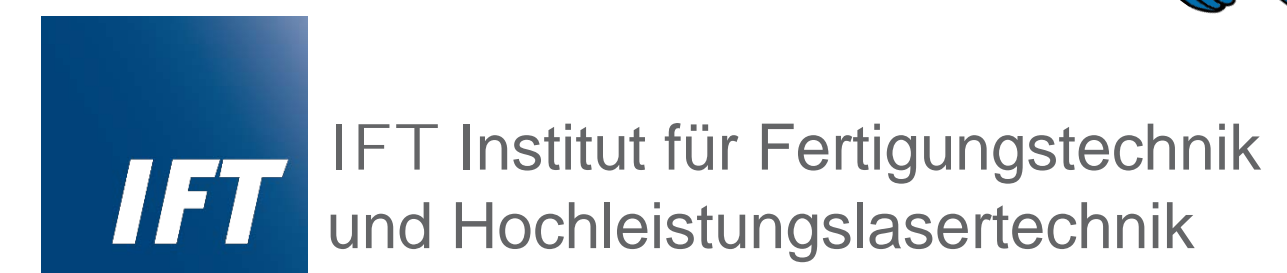 IFT
IFT Institut für Fertigungstechnik
und Hochleistungslasertechnik